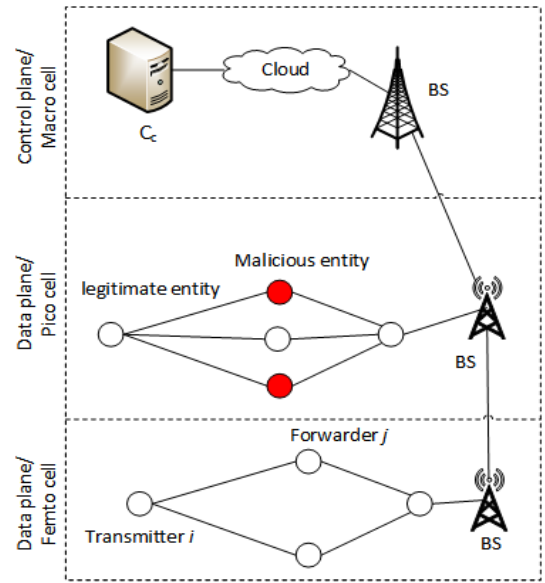 Control plane/
Macro cell
Cloud
BS
Cc
Data plane/
Pico cell
Malicious entity
legitimate entity
BS
Data plane/
Femto cell
Forwarder j
Transmitter i
BS